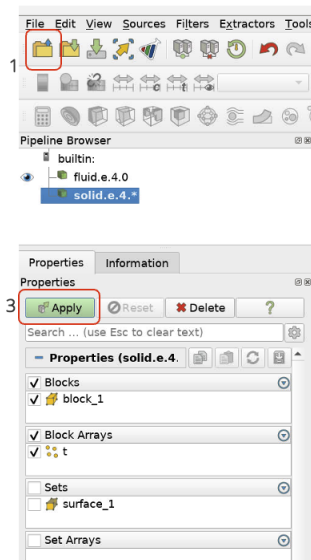 File Edit View Sources Filters Extractors Tools
1
Pipeline Browser
builtin:
fluid.e.4.0
solid.e.4.*
Properties Information
Properties
3 Apply Reset Delete ?
Search ... (use Esc to clear text)
Properties (solid.e.4.
Blocks
block_1
Block Arrays
t
Sets
surface_1
Set Arrays